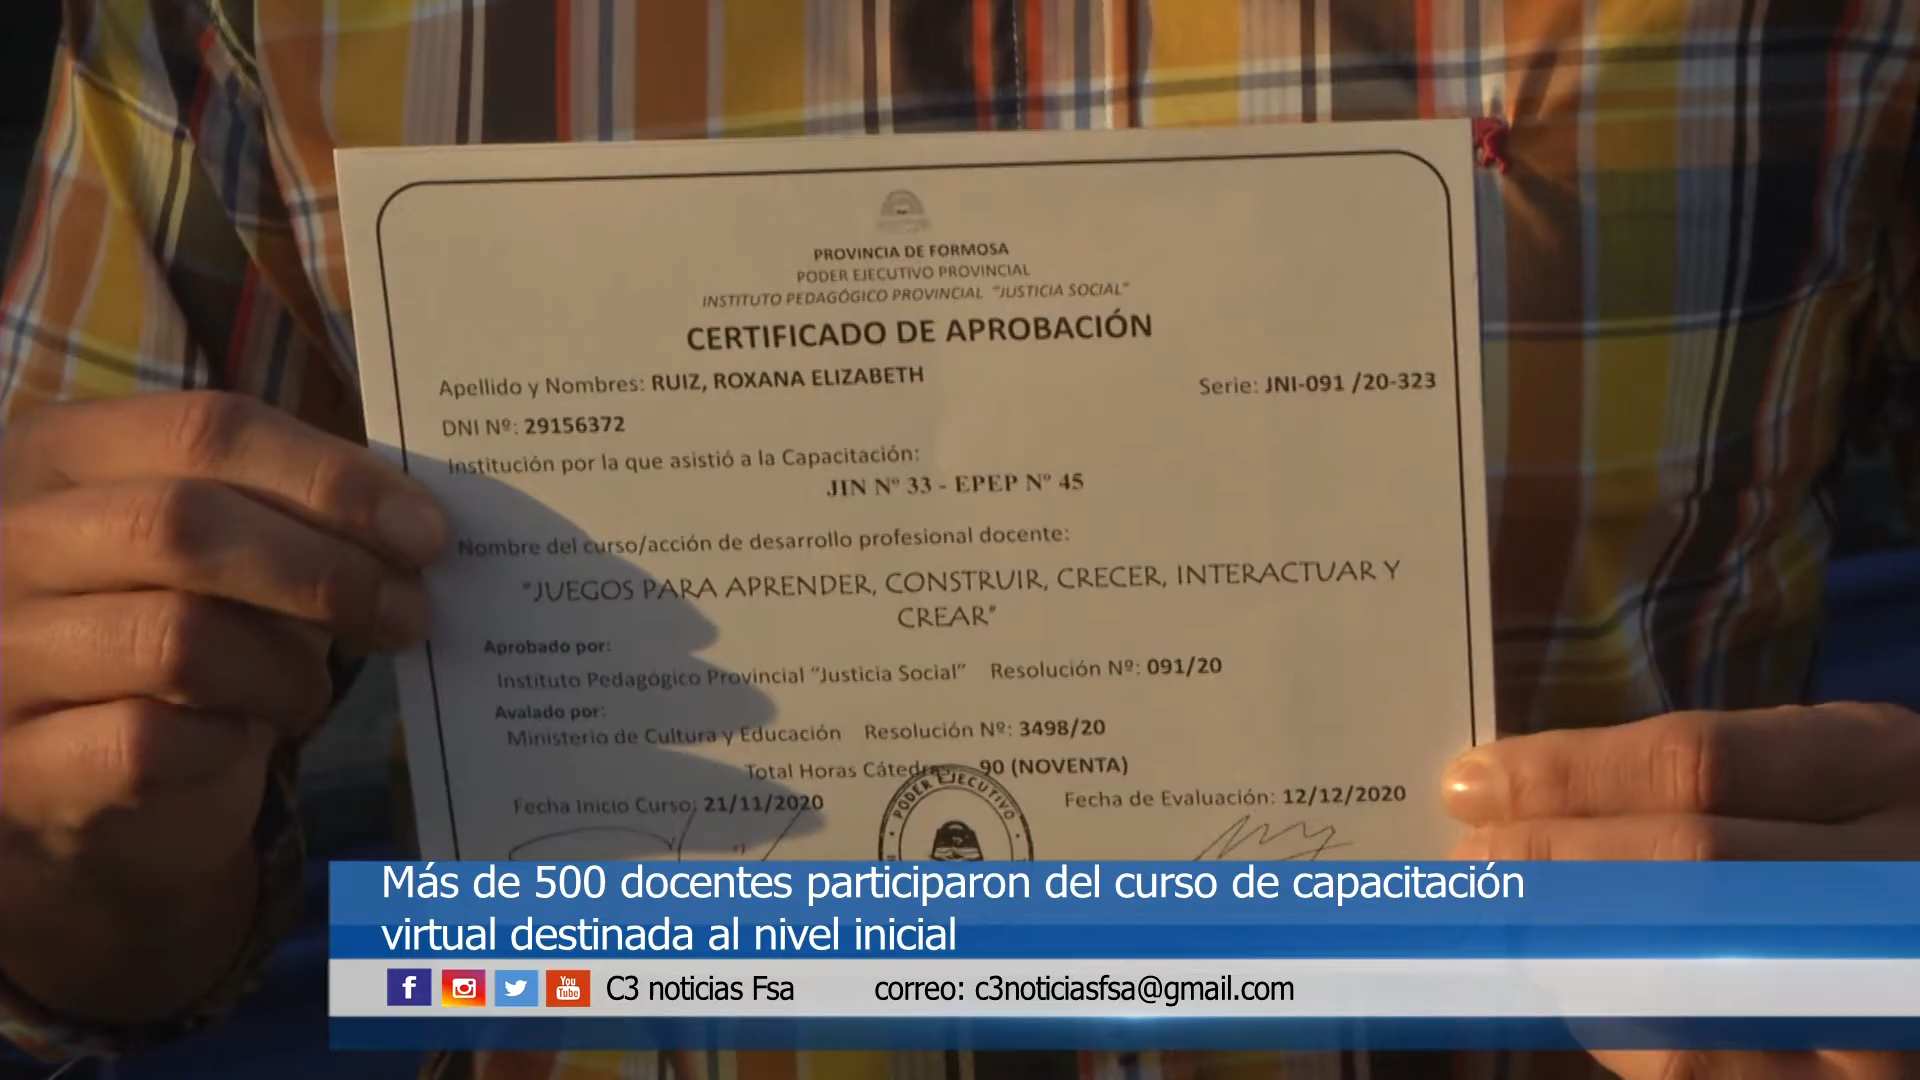 PROVINCIA DE FORMOSA
PODER EJECUTIVO PROVINCIAL
INSTITUTO PEDAGÓGICO PROVINCIAL "JUSTICIA SOCIAL"
CERTIFICADO DE APROBACIÓN
Apellido y Nombres: RUIZ, ROXANA ELIZABETH
Serie: JNI-091 /20-323
DNI Nº: 29156372
Institución por la que asistió a la Capacitación:
JIN Nº 33 - EPEP Nº 45
Nombre del curso/acción de desarrollo profesional docente:
"JUEGOS PARA APRENDER, CONSTRUIR, CRECER, INTERACTUAR Y
CREAR"
Aprobado por:
Instituto Pedagógico Provincial "Justicia Social" Resolución Nº: 091/20
Avalado por:
Ministerio de Cultura y Educación Resolución Nº: 3498/20
Total Horas Cátedra: 90 (NOVENTA)
Fecha Inicio Curso: 21/11/2020
Fecha de Evaluación: 12/12/2020
PODER EJECUTIVO
Más de 500 docentes participaron del curso de capacitación
virtual destinada al nivel inicial
f You Tube C3 noticias Fsa correo: c3noticiasfsa@gmail.com